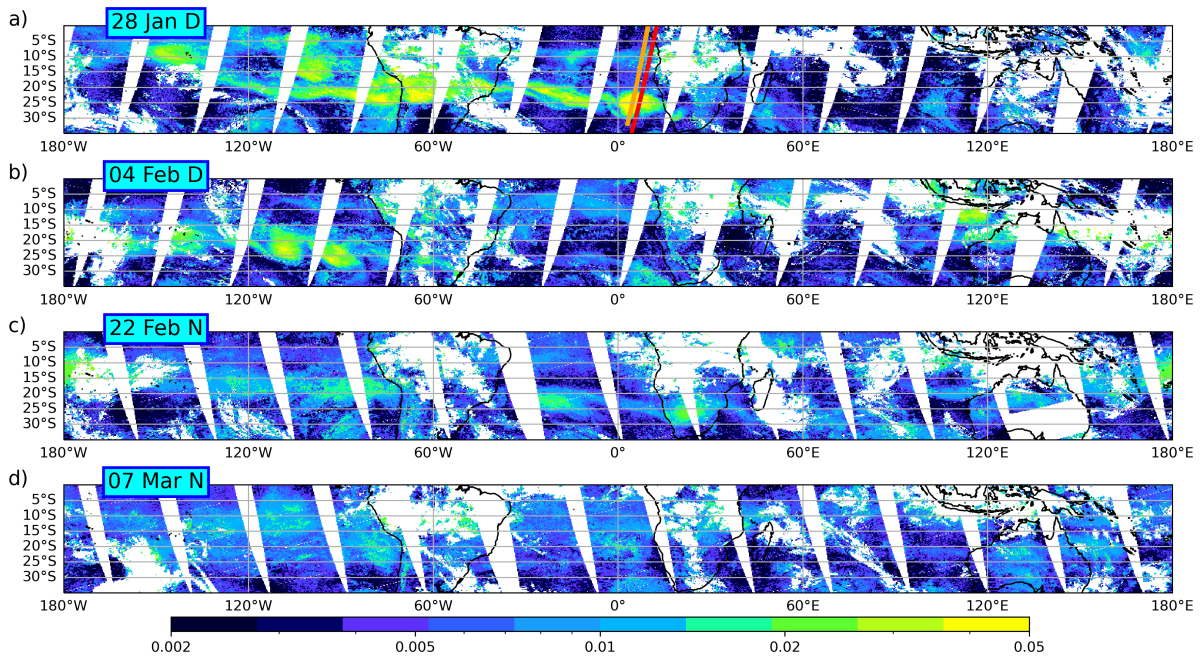 a) 28 Jan D
5°S
10°S
15°S
20°S
25°S
30°S
180°W 120°W 60°W 0° 60°E 120°E 180°E
b) 04 Feb D
5°S
10°S
15°S
20°S
25°S
30°S
180°W 120°W 60°W 0° 60°E 120°E 180°E
c) 22 Feb N
5°S
10°S
15°S
20°S
25°S
30°S
180°W 120°W 60°W 0° 60°E 120°E 180°E
d) 07 Mar N
5°S
10°S
15°S
20°S
25°S
30°S
180°W 120°W 60°W 0° 60°E 120°E 180°E
0.002 0.005 0.01 0.02 0.05